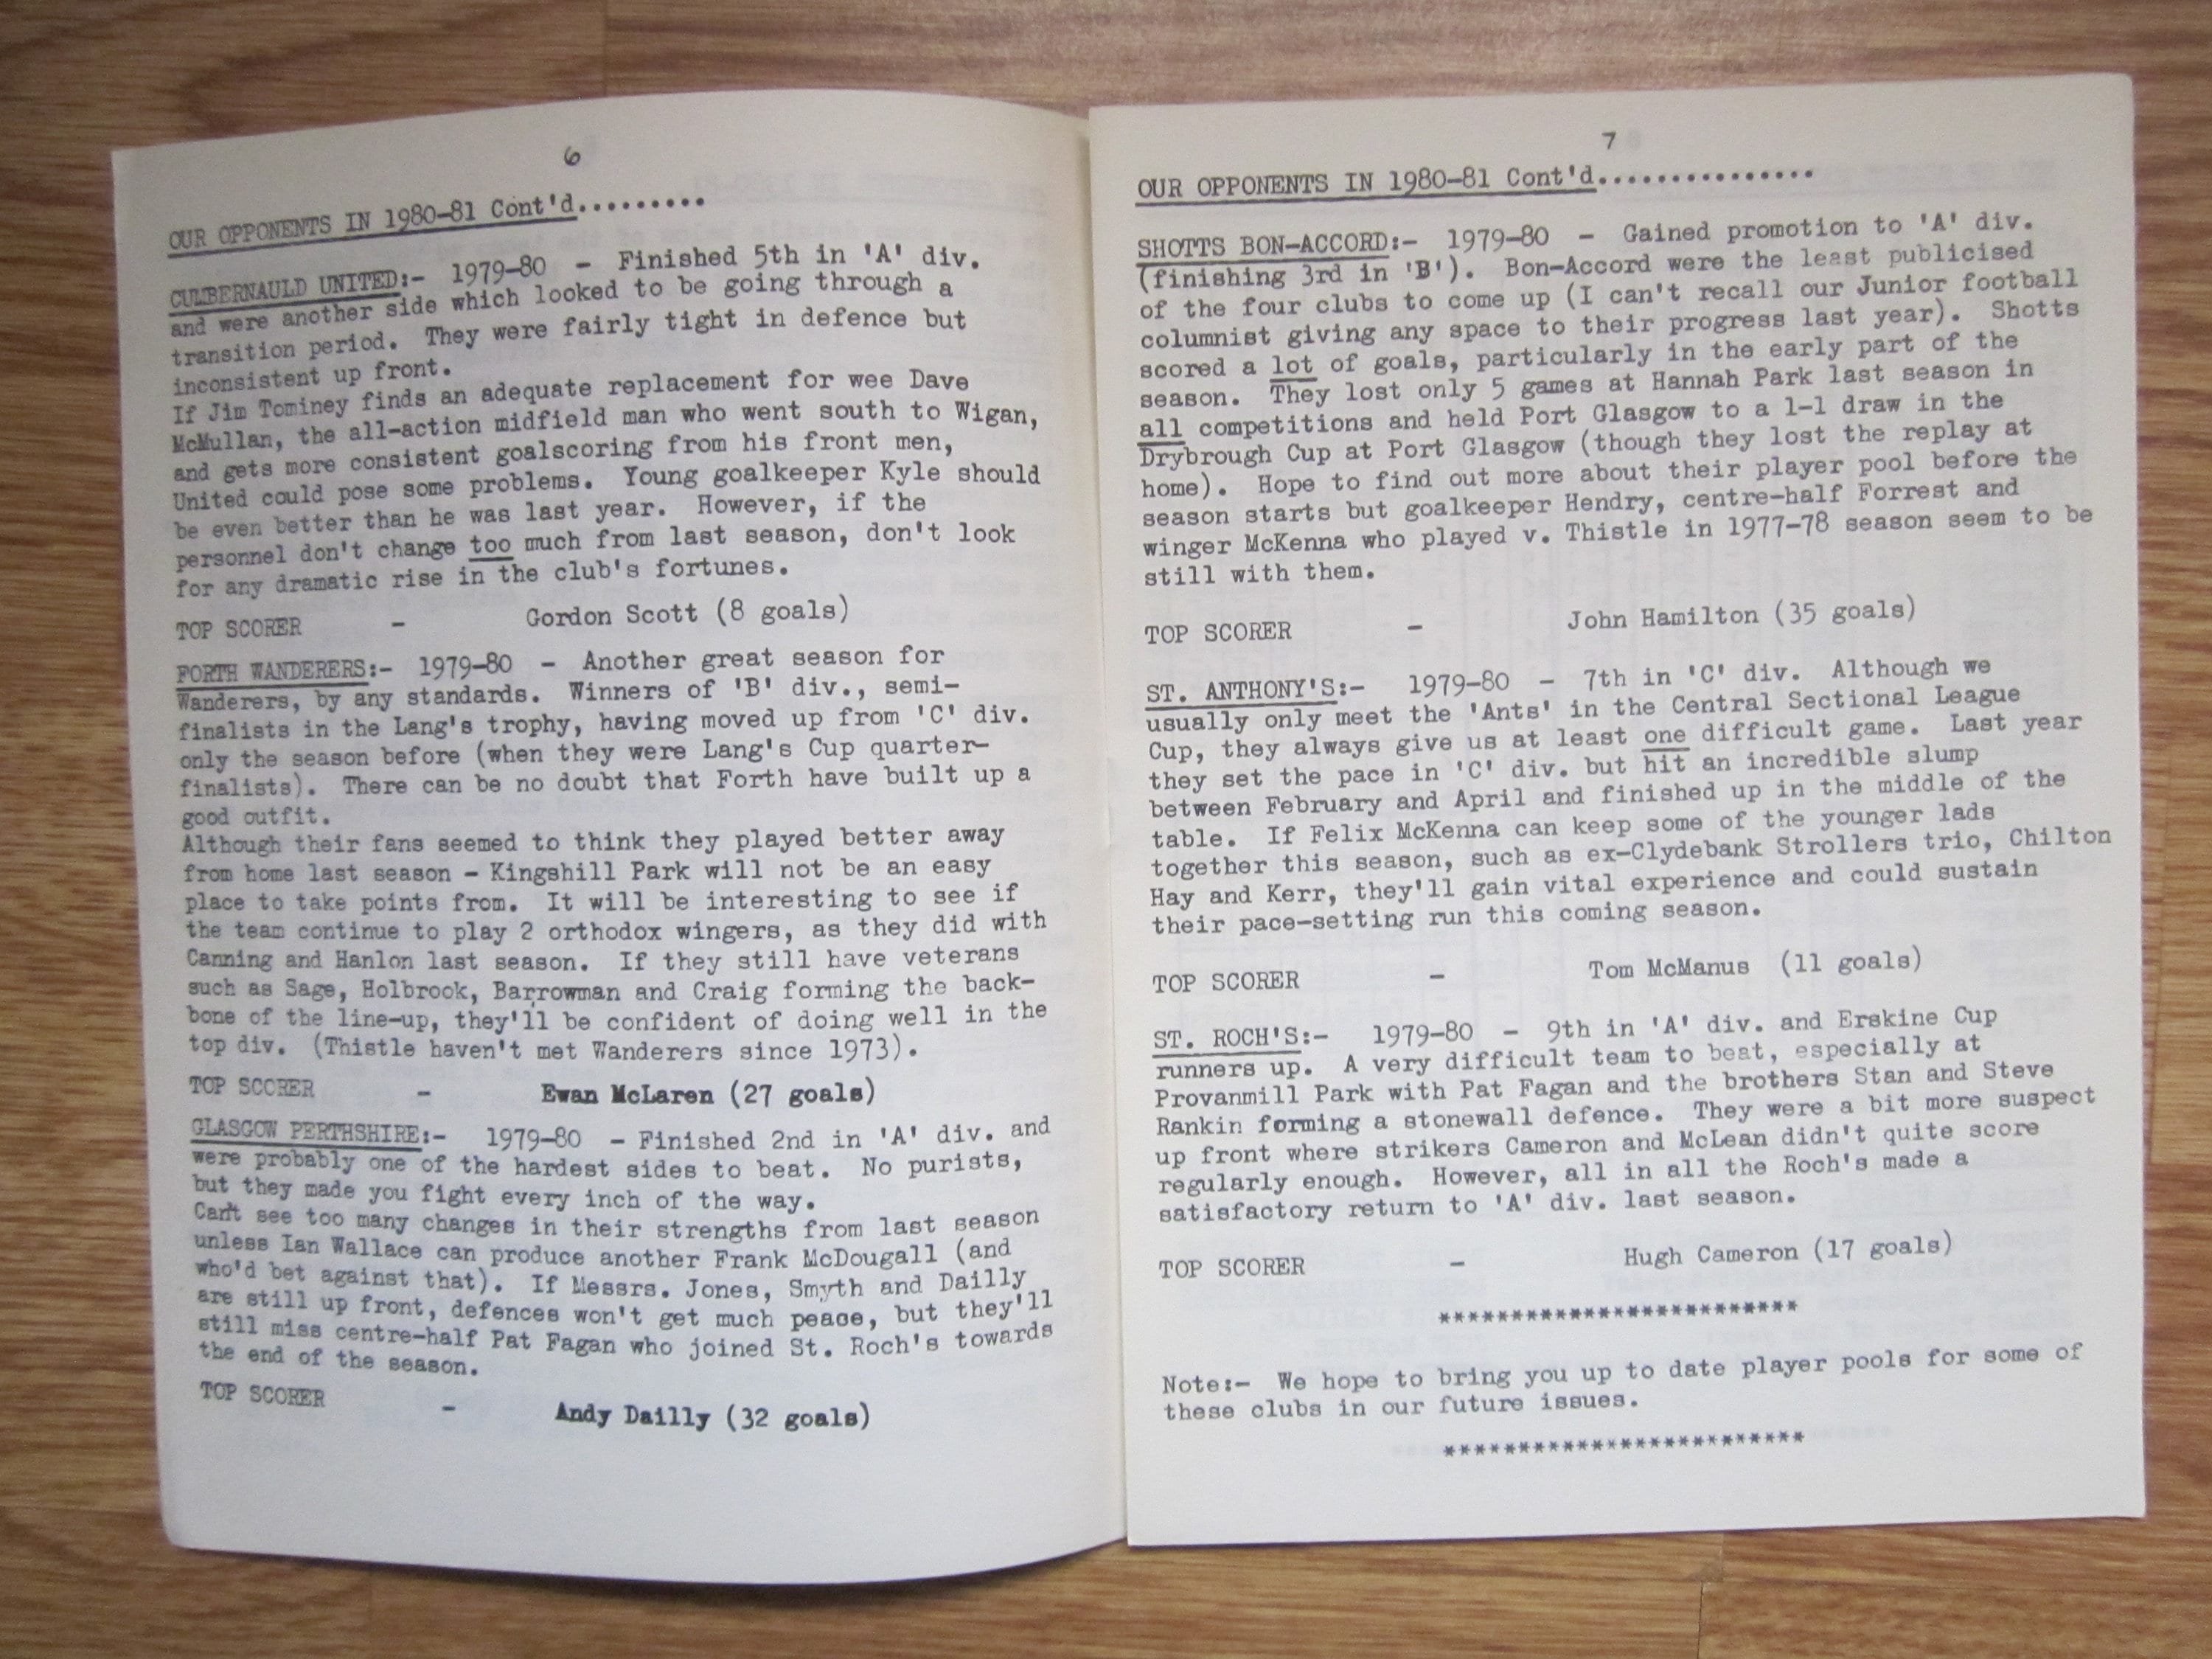 6
OUR OPPONENTS IN 1980-81 Cont'd.........
CUMBERNAULD UNITED:- 1979-80 - Finished 5th in 'A' div.
and were another side which looked to be going through a
transition period. They were fairly tight in defence but
inconsistent up front.
If Jim Tominey finds an adequate replacement for wee Dave
McMullan, the all-action midfield man who went south to Wigan,
and gets more consistent goalscoring from his front men,
United could pose some problems. Young goalkeeper Kyle should
be even better than he was last year. However, if the
personnel don't change too much from last season, don't look
for any dramatic rise in the club's fortunes.
TOP SCORER - Gordon Scott (8 goals)
FORTH WANDERERS:- 1979-80 - Another great season for
Wanderers, by any standards. Winners of 'B' div., semi-
finalists in the Lang's trophy, having moved up from 'C' div.
only the season before (when they were Lang's Cup quarter-
finalists). There can be no doubt that Forth have built up a
good outfit.
Although their fans seemed to think they played better away
from home last season - Kingshill Park will not be an easy
place to take points from. It will be interesting to see if
the team continue to play 2 orthodox wingers, as they did with
Canning and Hanlon last season. If they still have veterans
such as Sage, Holbrook, Barrowman and Craig forming the back-
bone of the line-up, they'll be confident of doing well in the
top div. (Thistle haven't met Wanderers since 1973).
TOP SCORER - Ewan McLaren (27 goals)
GLASGOW PERTHSHIRE:- 1979-80 - Finished 2nd in 'A' div. and
were probably one of the hardest sides to beat. No purists,
but they made you fight every inch of the way.
Can't see too many changes in their strengths from last season
unless Ian Wallace can produce another Frank McDougall (and
who'd bet against that). If Messrs. Jones, Smyth and Dailly
are still up front, defences won't get much peace, but they'll
still miss centre-half Pat Fagan who joined St. Roch's towards
the end of the season.
TOP SCORER - Andy Dailly (32 goals)
7
OUR OPPONENTS IN 1980-81 Cont'd...............
SHOTTS BON-ACCORD:- 1979-80 - Gained promotion to 'A' div.
(finishing 3rd in 'B'). Bon-Accord were the least publicised
of the four clubs to come up (I can't recall our Junior football
columnist giving any space to their progress last year). Shotts
scored a lot of goals, particularly in the early part of the
season. They lost only 5 games at Hannah Park last season in
all competitions and held Port Glasgow to a 1-1 draw in the
Drybrough Cup at Port Glasgow (though they lost the replay at
home). Hope to find out more about their player pool before the
season starts but goalkeeper Hendry, centre-half Forrest and
winger McKenna who played v. Thistle in 1977-78 season seem to be
still with them.
TOP SCORER - John Hamilton (35 goals)
ST. ANTHONY'S:- 1979-80 - 7th in 'C' div. Although we
usually only meet the 'Ants' in the Central Sectional League
Cup, they always give us at least one difficult game. Last year
they set the pace in 'C' div. but hit an incredible slump
between February and April and finished up in the middle of the
table. If Felix McKenna can keep some of the younger lads
together this season, such as ex-Clydebank Strollers trio, Chilton
Hay and Kerr, they'll gain vital experience and could sustain
their pace-setting run this coming season.
TOP SCORER - Tom McManus (11 goals)
ST. ROCH'S:- 1979-80 - 9th in 'A' div. and Erskine Cup
runners up. A very difficult team to beat, especially at
Provanmill Park with Pat Fagan and the brothers Stan and Steve
Rankin forming a stonewall defence. They were a bit more suspect
up front where strikers Cameron and McLean didn't quite score
regularly enough. However, all in all the Roch's made a
satisfactory return to 'A' div. last season.
TOP SCORER - Hugh Cameron (17 goals)
*************************
Note:- We hope to bring you up to date player pools for some of
these clubs in our future issues.
*************************